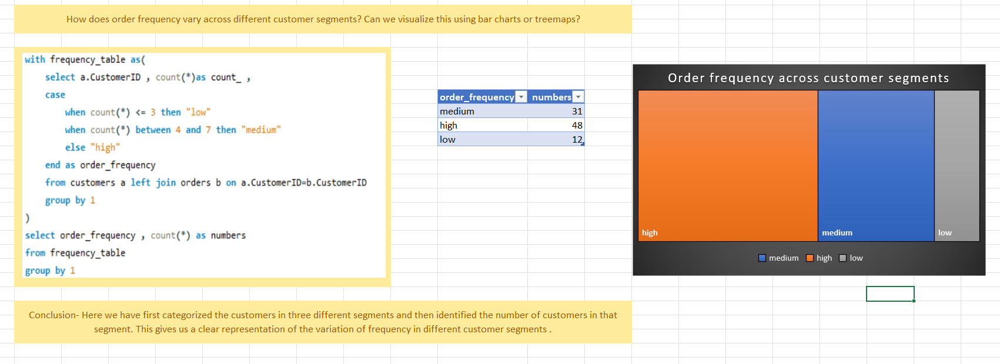 How does order frequency vary across different customer segments? Can we visualize this using bar charts or treemaps?
with frequency_table as(
select a.CustomerID , count(*)as count_ ,
case
when count(*) <= 3 then "low"
when count(*) between 4 and 7 then "medium"
else "high"
end as order_frequency
from customers a left join orders b on a.CustomerID=b.CustomerID
group by 1
)
select order_frequency , count(*) as numbers
from frequency_table
group by 1
order_frequency numbers
medium 31
high 48
low 12
Order frequency across customer segments
high medium low
medium high low
Conclusion- Here we have first categorized the customers in three different segments and then identified the number of customers in that
segment. This gives us a clear representation of the variation of frequency in different customer segments .